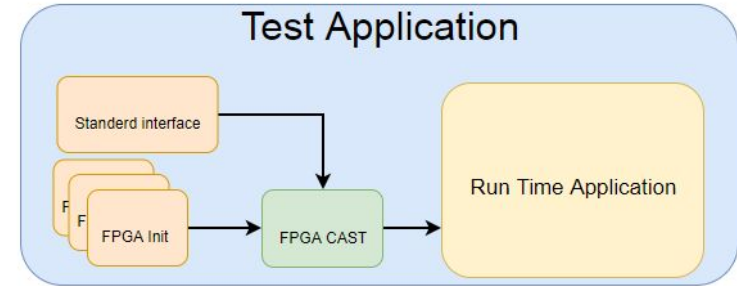 Test Application
Standerd interface
Run Time Application
F
F
FPGA Init
FPGA CAST